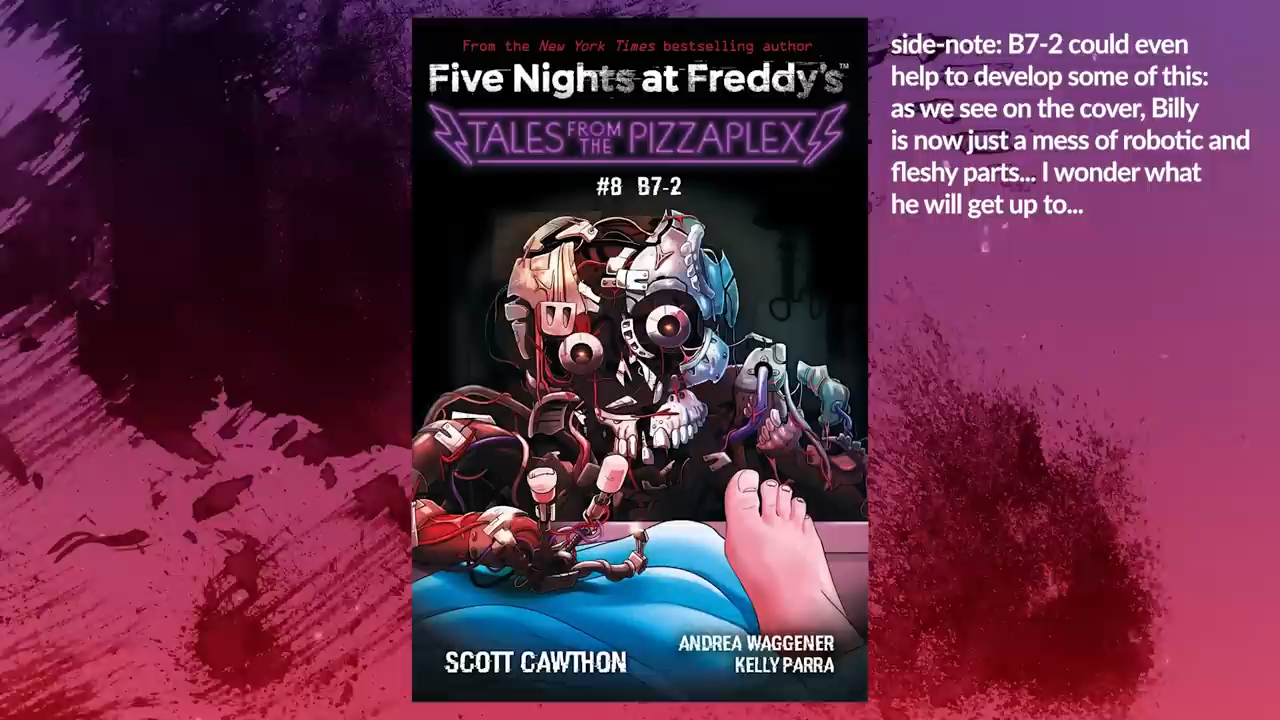 From the New York Times bestselling author
Five Nights at Freddy's™
TALES FROM THE PIZZAPLEX
#8 B7-2
SCOTT CAWTHON
ANDREA WAGGENER
KELLY PARRA
side-note: B7-2 could even
help to develop some of this:
as we see on the cover, Billy
is now just a mess of robotic and
fleshy parts... I wonder what
he will get up to...